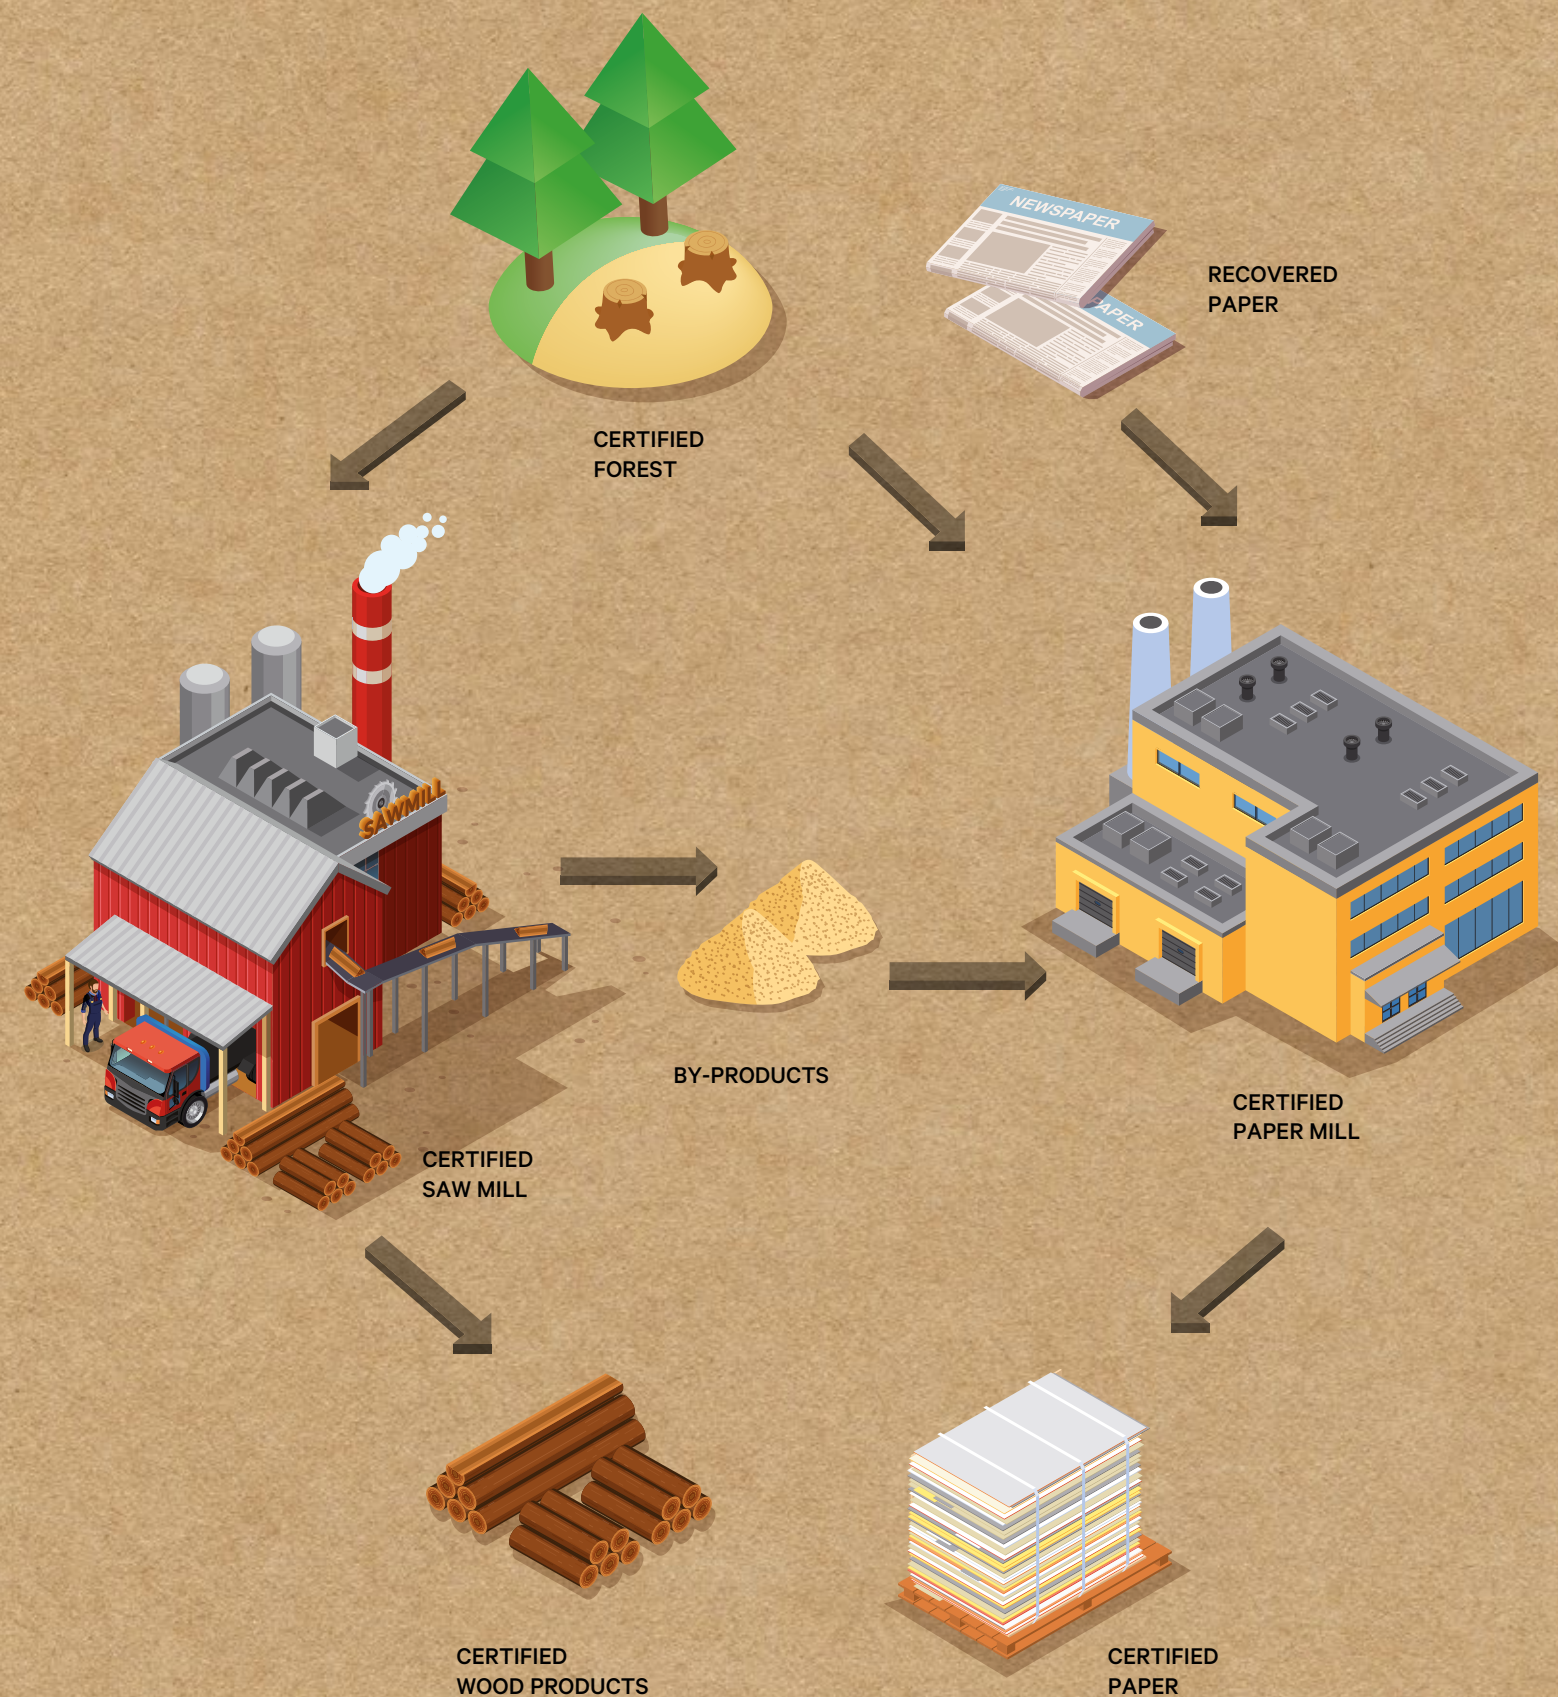 NEWSPAPER
PAPER
RECOVERED
PAPER
CERTIFIED
FOREST
SAWMILL
BY-PRODUCTS
CERTIFIED
PAPER MILL
CERTIFIED
SAW MILL
CERTIFIED
WOOD PRODUCTS
CERTIFIED
PAPER